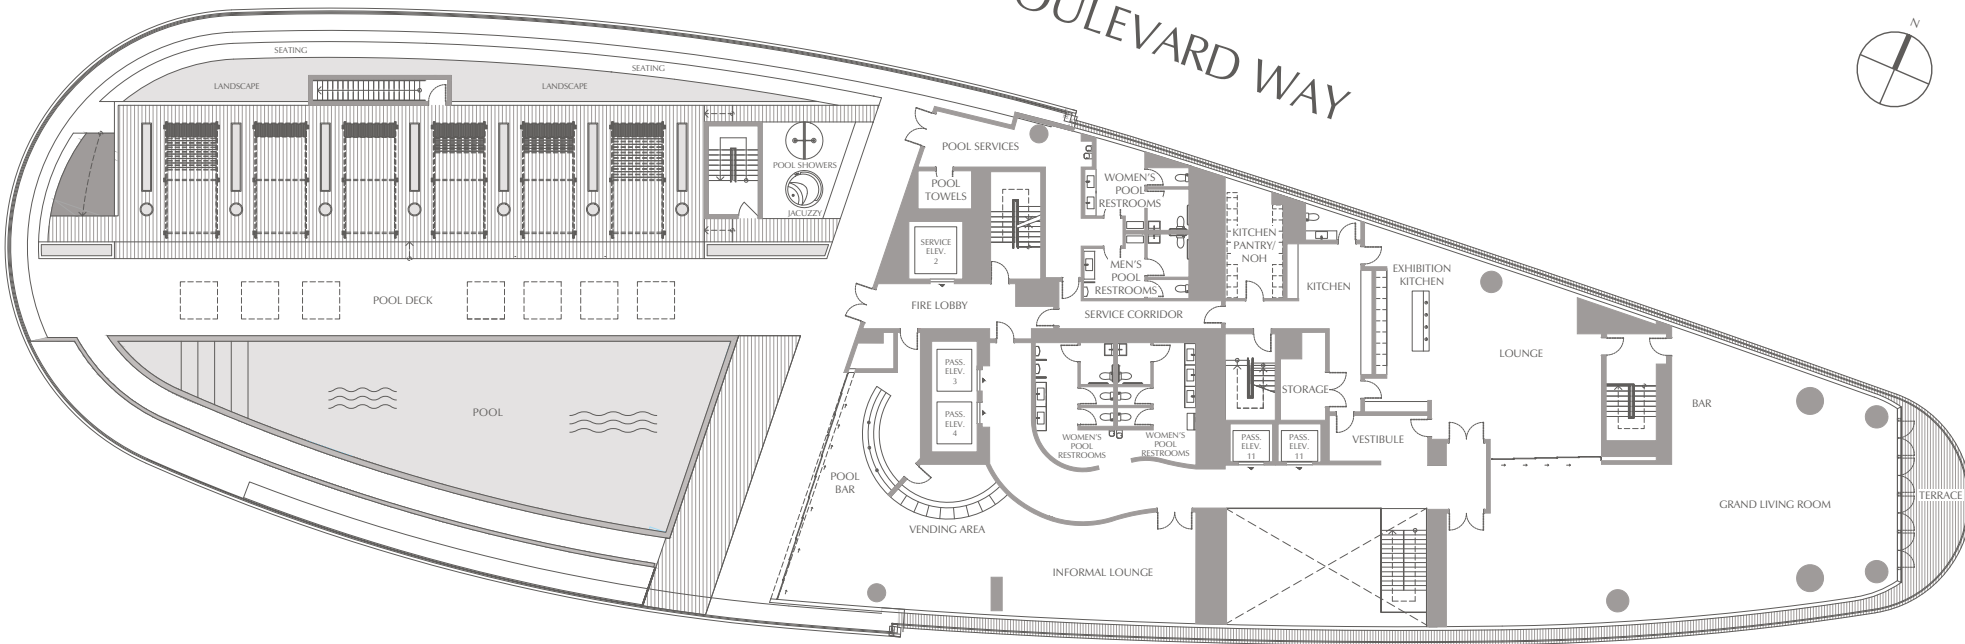 OULEVARD WAY
N
SEATING
SEATING
LANDSCAPE
LANDSCAPE
POOL SHOWERS
JACUZZY
POOL SERVICES
POOL
TOWELS
SERVICE
ELEV.
2
WOMEN'S
POOL
RESTROOMS
MEN'S
POOL
RESTROOMS
KITCHEN
PANTRY/
NOH
KITCHEN
EXHIBITION
KITCHEN
POOL DECK
FIRE LOBBY
SERVICE CORRIDOR
LOUNGE
PASS.
ELEV.
3
PASS.
ELEV.
4
STORAGE
BAR
POOL
WOMEN'S
POOL
RESTROOMS
WOMEN'S
POOL
RESTROOMS
PASS.
ELEV.
11
PASS.
ELEV.
11
VESTIBULE
POOL
BAR
VENDING AREA
GRAND LIVING ROOM
TERRACE
INFORMAL LOUNGE